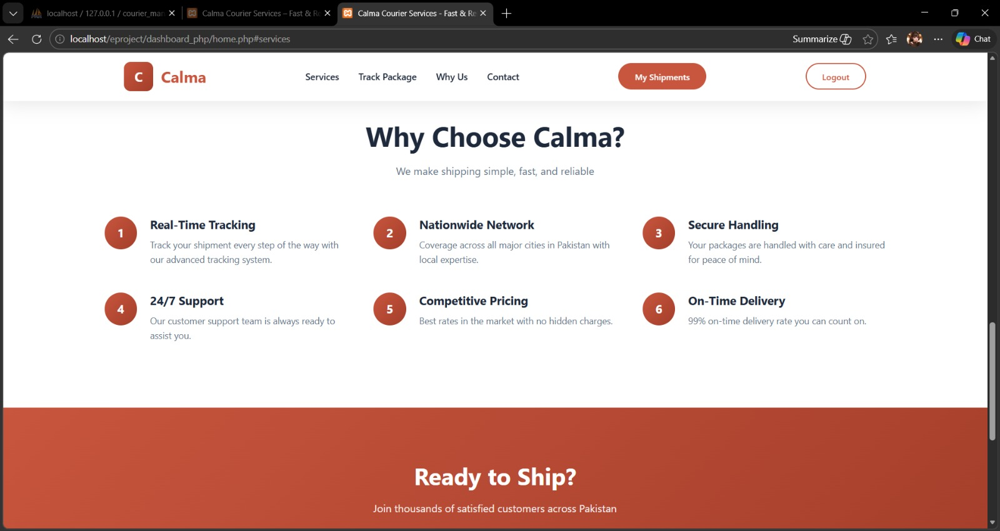 localhost / 127.0.0.1 / courier_man
Calma Courier Services – Fast & Re
Calma Courier Services - Fast & Re
localhost/eproject/dashboard_php/home.php#services
Summarize
Chat
C
Calma
Services
Track Package
Why Us
Contact
My Shipments
Logout
Why Choose Calma?
We make shipping simple, fast, and reliable
1
Real-Time Tracking
Track your shipment every step of the way with
our advanced tracking system.
2
Nationwide Network
Coverage across all major cities in Pakistan with
local expertise.
3
Secure Handling
Your packages are handled with care and insured
for peace of mind.
4
24/7 Support
Our customer support team is always ready to
assist you.
5
Competitive Pricing
Best rates in the market with no hidden charges.
6
On-Time Delivery
99% on-time delivery rate you can count on.
Ready to Ship?
Join thousands of satisfied customers across Pakistan